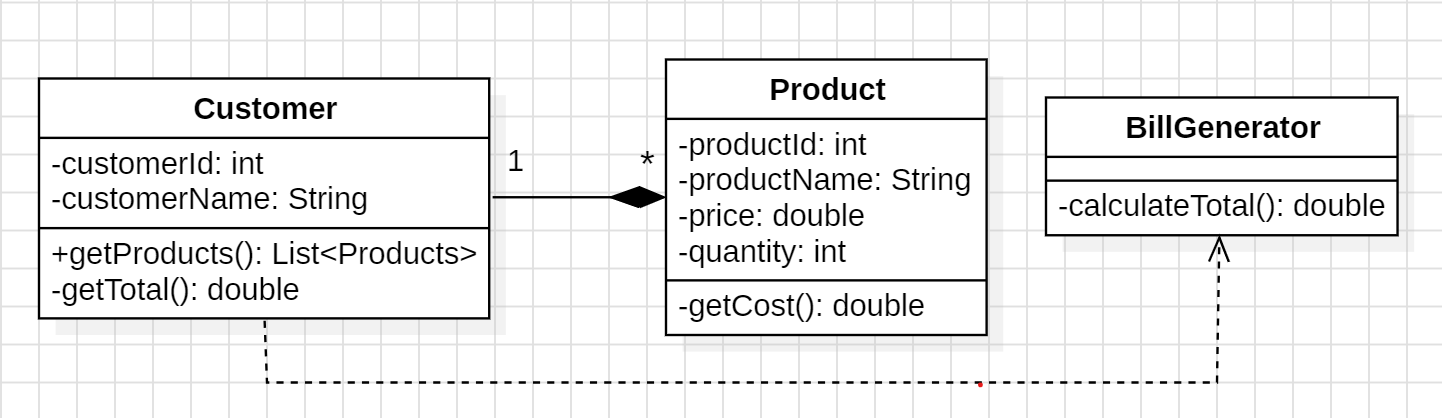 Customer
-customerId: int
-customerName: String
+getProducts(): List<Products>
-getTotal(): double
1
*
Product
-productId: int
-productName: String
-price: double
-quantity: int
-getCost(): double
BillGenerator
-calculateTotal(): double